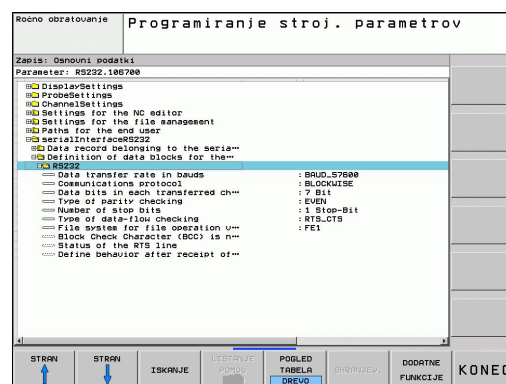 Ročno obratovanje
Programiranje stroj. parametrov
Zapis: Osnovni podatki
Parameter: RS232.106700
DisplaySettings
ProbeSettings
ChannelSettings
Settings for the NC editor
Settings for the file management
Paths for the end user
serialInterfaceRS232
Data record belonging to the seria…
Definition of data blocks for the…
RS232
Data transfer rate in bauds : BAUD_57600
Communications protocol : BLOCKWISE
Data bits in each transferred ch… : 7 Bit
Type of parity checking : EVEN
Number of stop bits : 1 Stop-Bit
Type of data-flow checking : RTS_CTS
File system for file operation v… : FE1
Block Check Character (BCC) is n…
Status of the RTS line
Define behavior after receipt of…
STRAN
STRAN
ISKANJE
LISTANJE
POMOČ
POGLED
TABELA
DREVO
SHRANJEV.
DODATNE
FUNKCIJE
KONEC